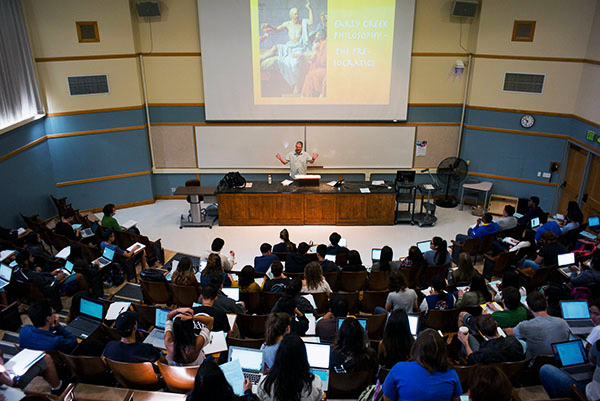 EARLY GREEK
PHILOSOPHY -
THE PRE-
SOCRATICS